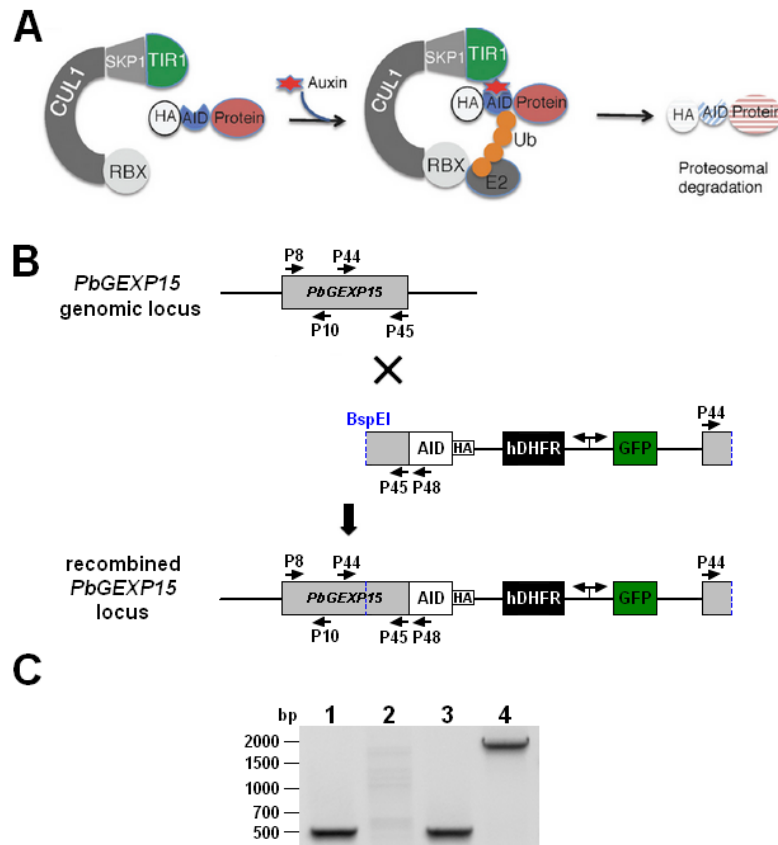 A
CUL1
SKP1
TIR1
HA
AID
Protein
RBX
Auxin
CUL1
SKP1
TIR1
HA
AID
Protein
Ub
RBX
E2
HA
AID
Protein
Proteosomal
degradation
B
PbGEXP15
genomic locus
P8
P44
PbGEXP15
P10
P45
BspEI
P44
AID
HA
hDHFR
GFP
P45
P48
recombined
PbGEXP15
locus
P8
P44
P44
PbGEXP15
AID
HA
hDHFR
GFP
P10
P45
P48
C
bp
1
2
3
4
2000
1500
1000
700
500